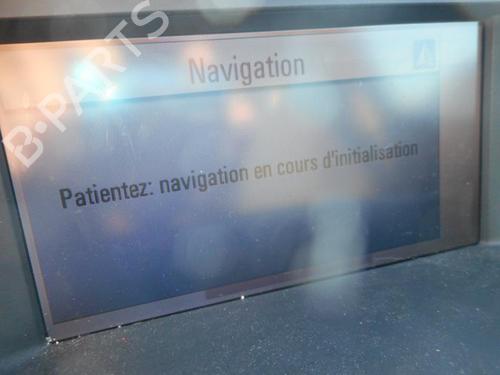 B-PARTS
Navigation
Patientez: navigation en cours d'initialisation